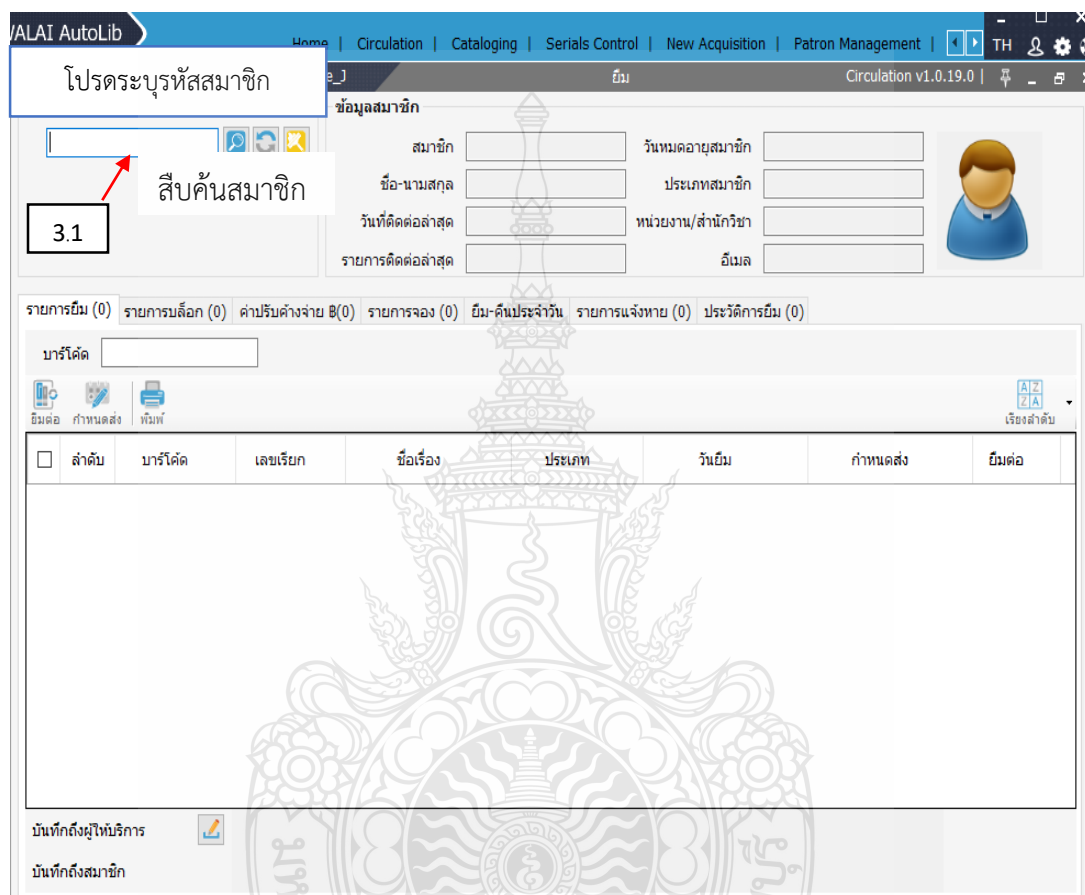 VALAI AutoLib
Home | Circulation | Cataloging | Serials Control | New Acquisition | Patron Management | TH
โปรดระบุรหัสสมาชิก
e_J ยืม Circulation v1.0.19.0 |
ข้อมูลสมาชิก
สมาชิก วันหมดอายุสมาชิก
สืบค้นสมาชิก
ชื่อ-นามสกุล ประเภทสมาชิก
3.1
วันที่ติดต่อล่าสุด หน่วยงาน/สำนักวิชา
รายการติดต่อล่าสุด อีเมล
รายการยืม (0) รายการบล็อก (0) ค่าปรับค้างจ่าย ฿(0) รายการจอง (0) ยืม-คืนประจำวัน รายการแจ้งหาย (0) ประวัติการยืม (0)
บาร์โค้ด
ยืมต่อ กำหนดส่ง พิมพ์ เรียงลำดับ
ลำดับ บาร์โค้ด เลขเรียก ชื่อเรื่อง ประเภท วันยืม กำหนดส่ง ยืมต่อ
บันทึกถึงผู้ให้บริการ
บันทึกถึงสมาชิก